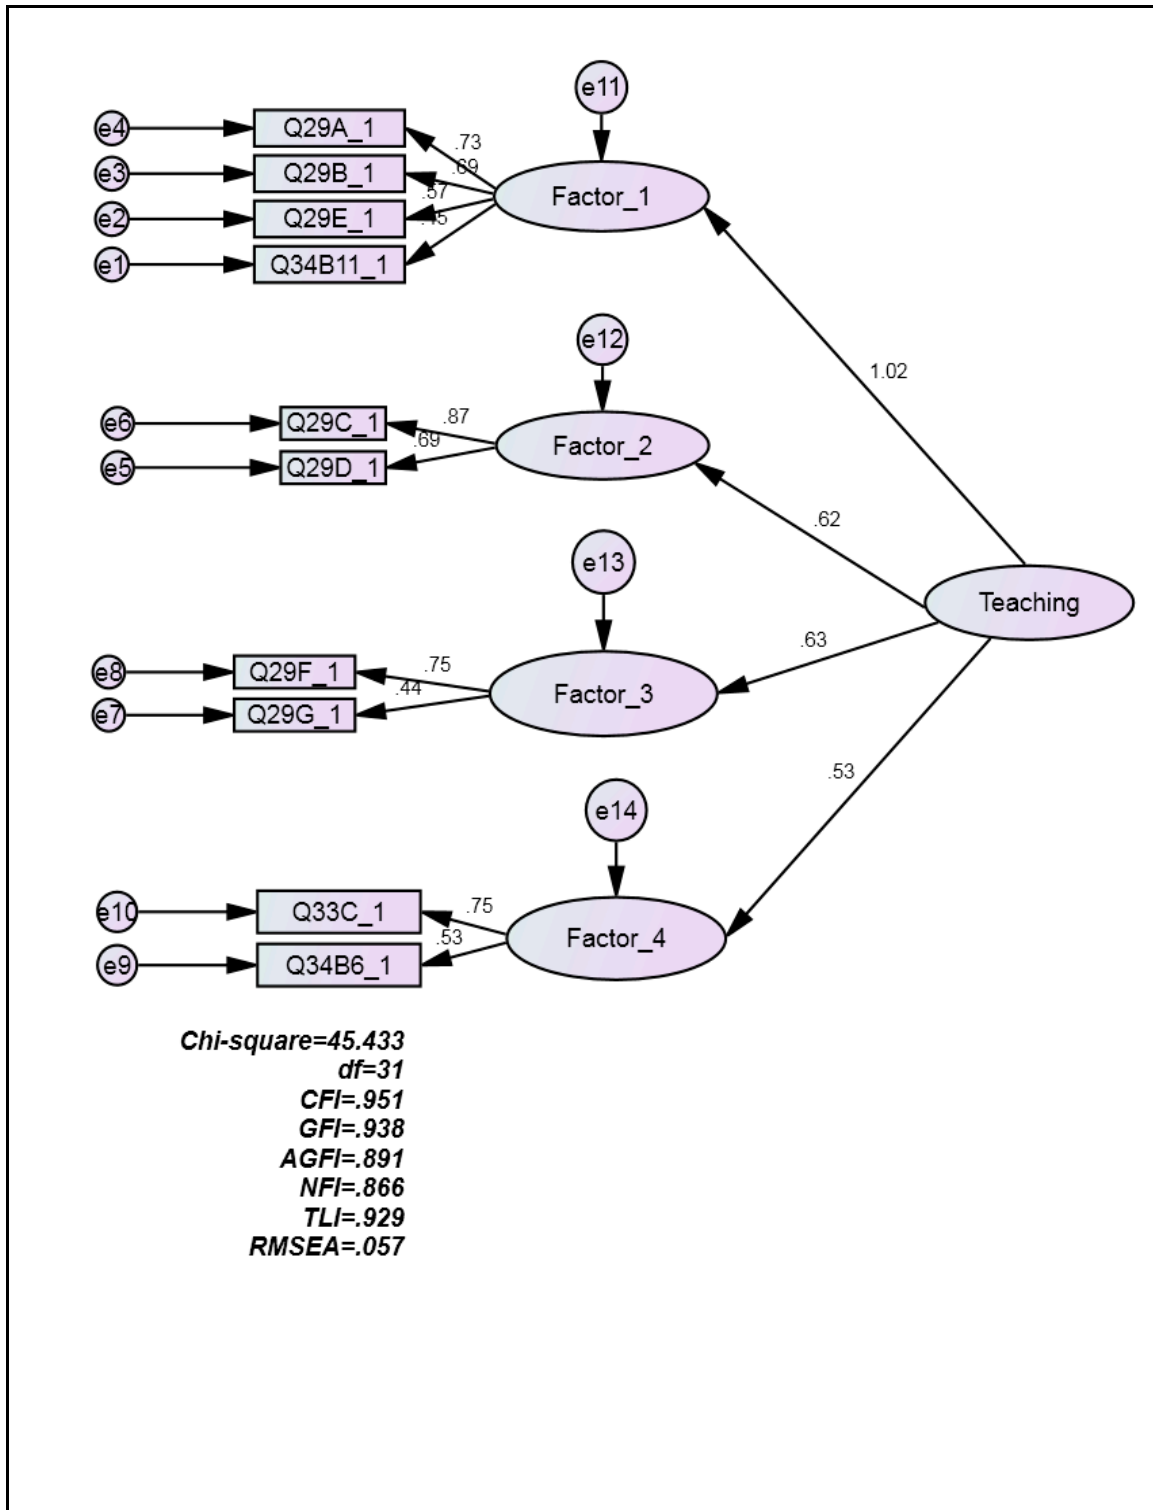 e11
e4
Q29A_1
.73
e3
Q29B_1
.69
Factor_1
e2
Q29E_1
.57
e1
Q34B11_1
e12
1.02
e6
Q29C_1
.87
e5
Q29D_1
.69
Factor_2
.62
e13
Teaching
.63
e8
Q29F_1
.75
e7
Q29G_1
.44
Factor_3
.53
e14
e10
Q33C_1
.75
e9
Q34B6_1
.53
Factor_4
Chi-square=45.433
df=31
CFI=.951
GFI=.938
AGFI=.891
NFI=.866
TLI=.929
RMSEA=.057